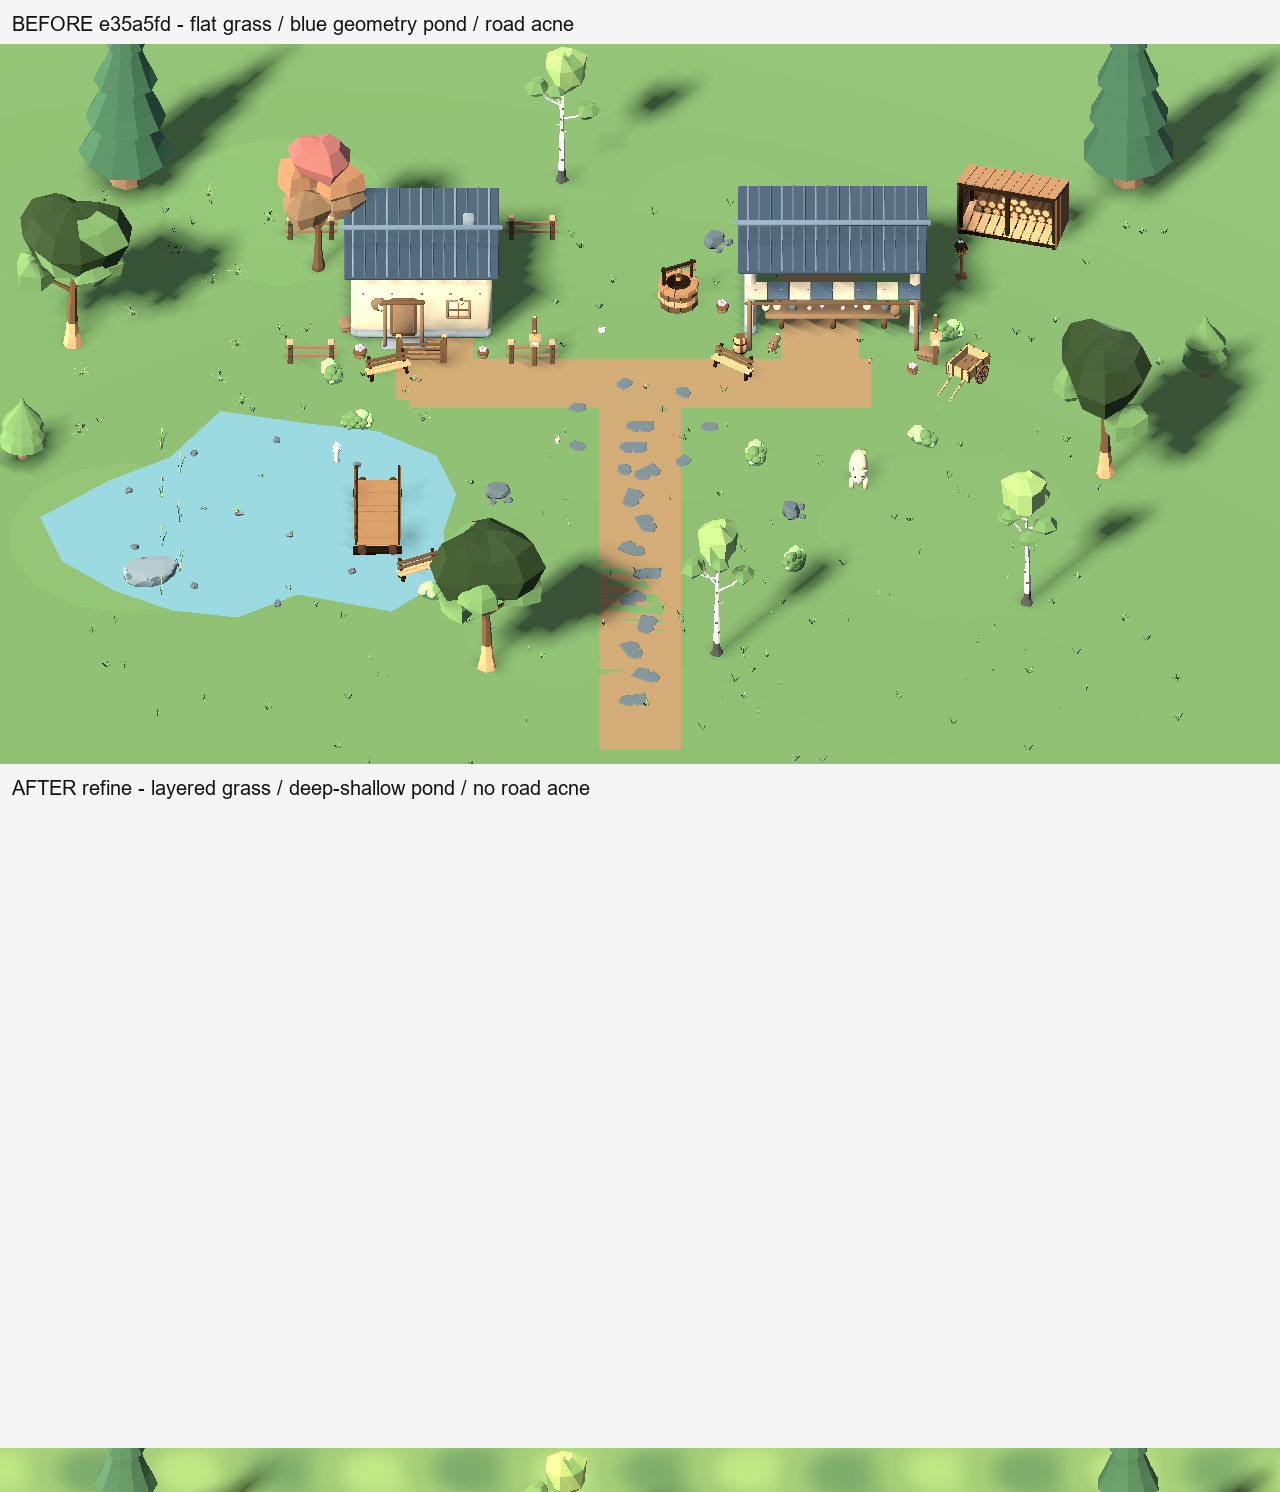 BEFORE e35a5fd - flat grass / blue geometry pond / road acne
AFTER refine - layered grass / deep-shallow pond / no road acne